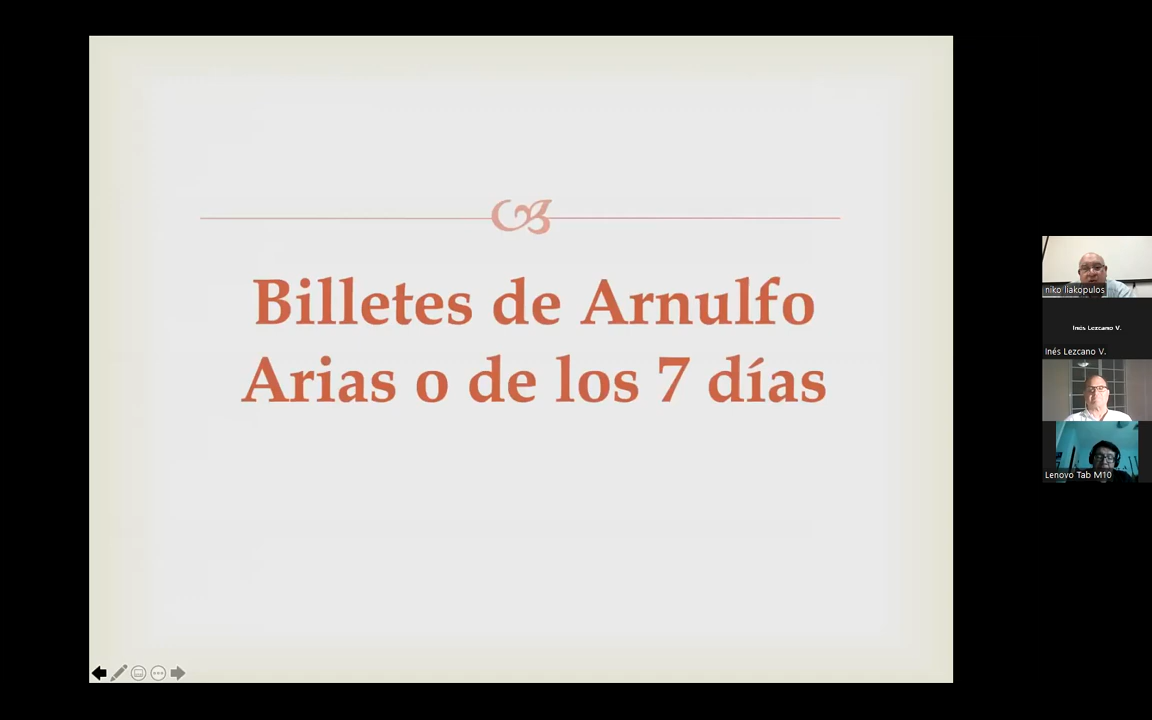 Billetes de Arnulfo
Arias o de los 7 días
niko liakopulos
Inés Lezcano V.
Inés Lezcano V.
Lenovo Tab M10